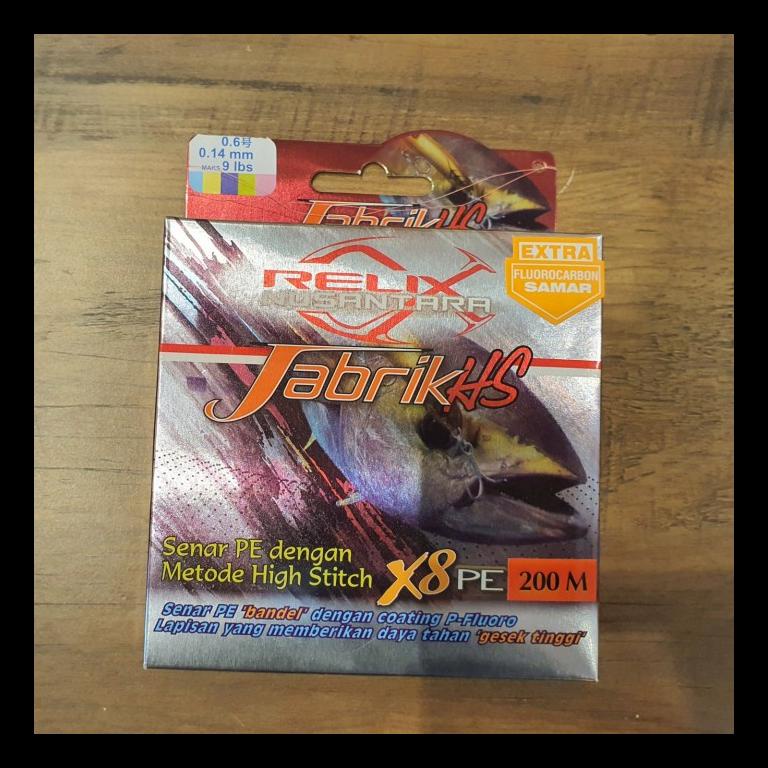 0.6号
0.14 mm
MAKS 9 lbs
Jabrik HS
EXTRA
FLUOROCARBON
SAMAR
RELIX
NUSANTARA
Jabrik HS
Senar PE dengan
Metode High Stitch
X8 PE
200 M
Senar PE 'bandel' dengan coating P-Fluoro
Lapisan yang memberikan daya tahan 'gesek tinggi'